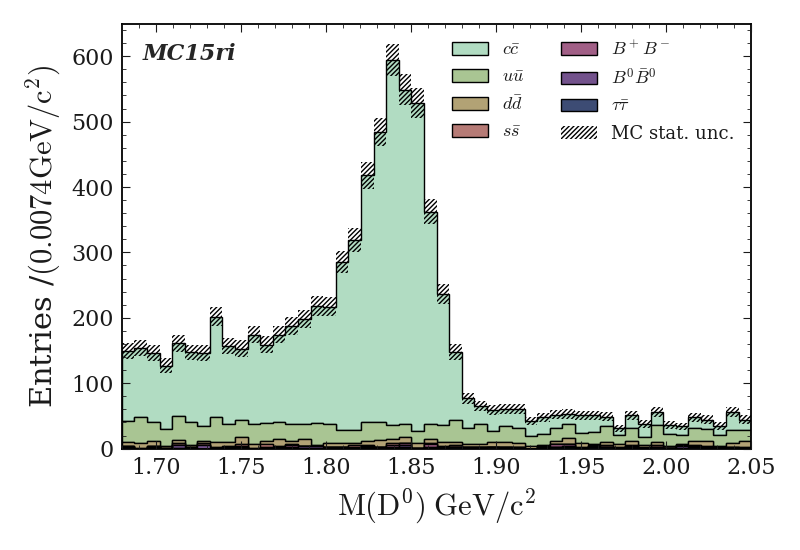 MC15ri
cc̄
uū
dd̄
ss̄
B⁺B⁻
B⁰B̄⁰
ττ̄
MC stat. unc.
Entries /(0.0074GeV/c²)
600
500
400
300
200
100
0
1.70 1.75 1.80 1.85 1.90 1.95 2.00 2.05
M(D⁰) GeV/c²